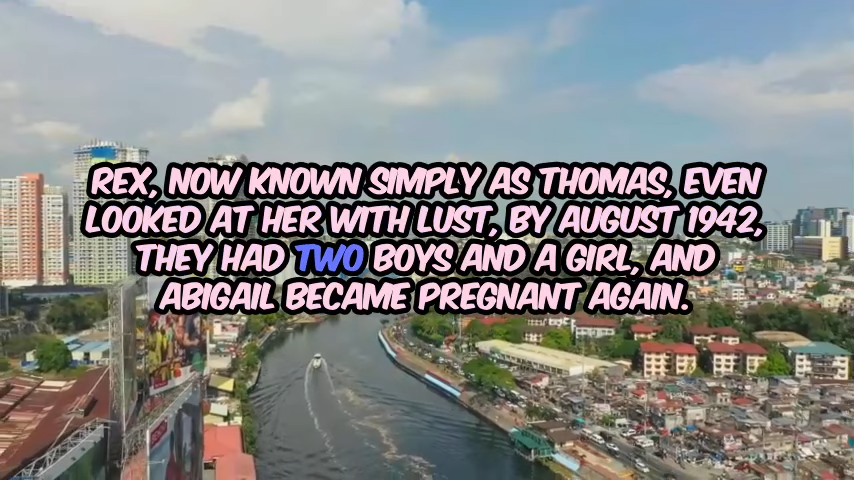 REX, NOW KNOWN SIMPLY AS THOMAS, EVEN
LOOKED AT HER WITH LUST, BY AUGUST 1942,
THEY HAD TWO BOYS AND A GIRL, AND
ABIGAIL BECAME PREGNANT AGAIN.